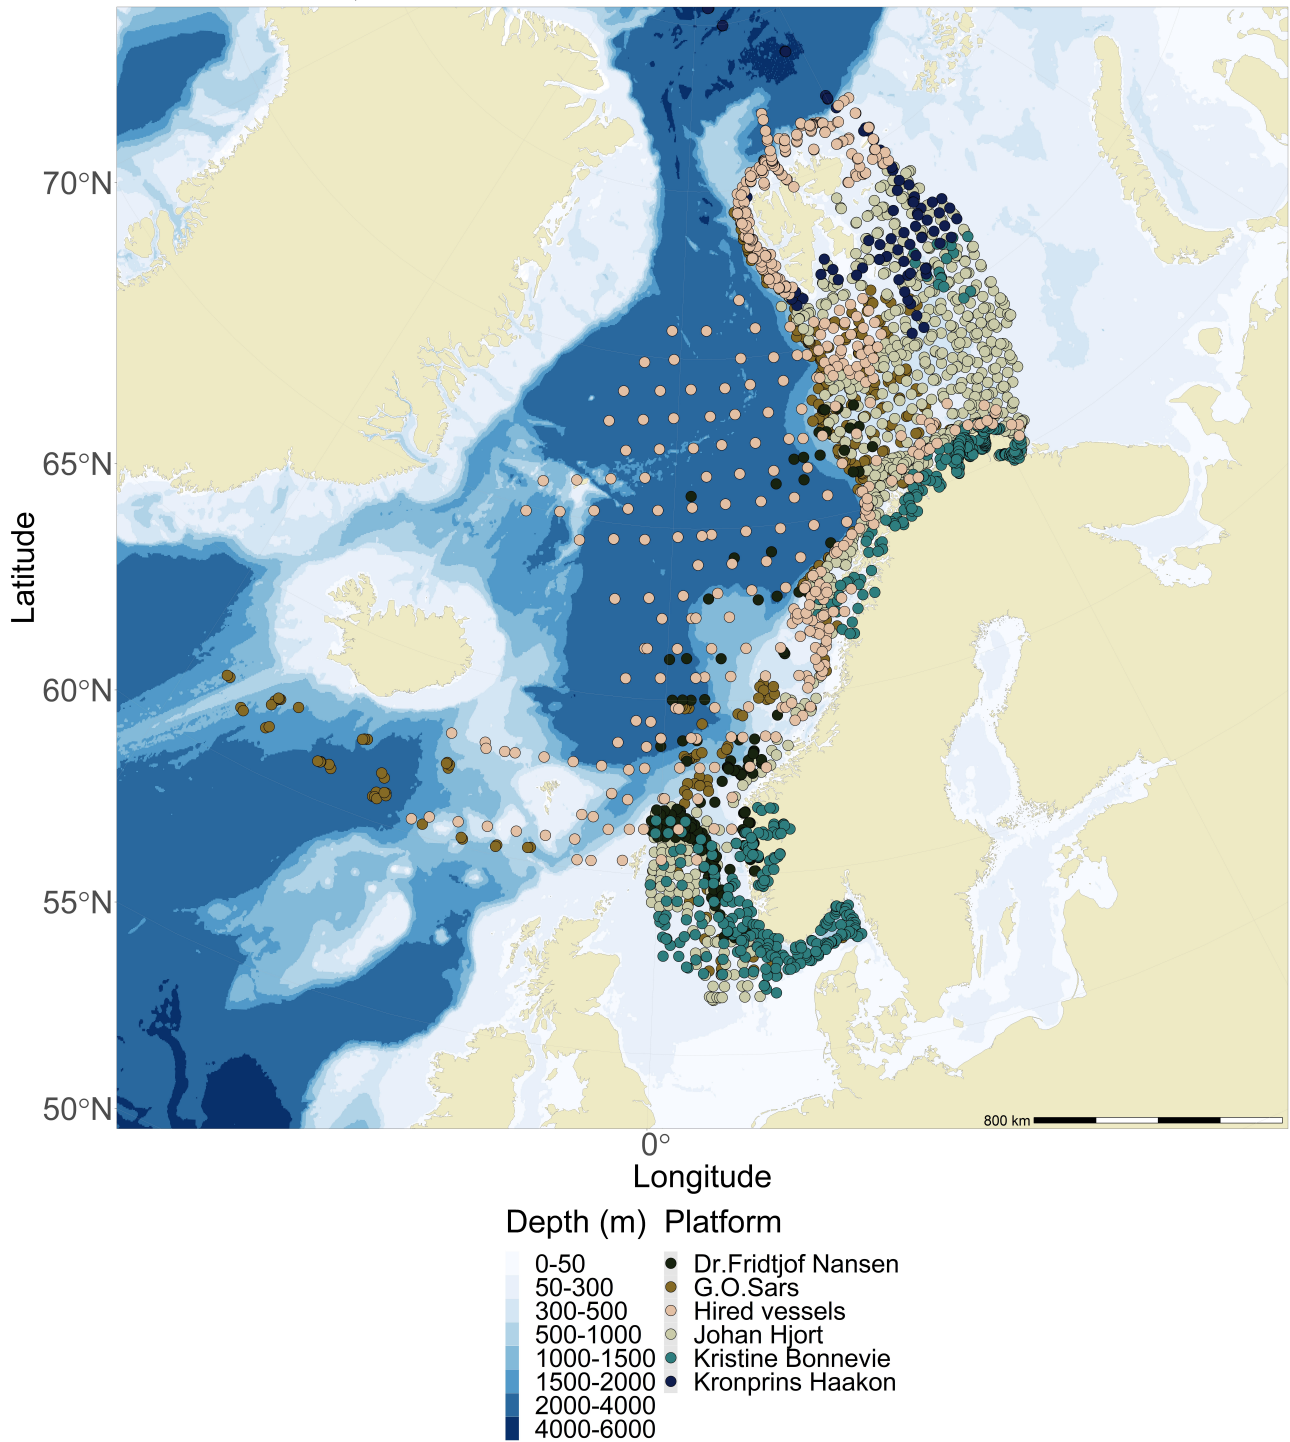 70°N
65°N
60°N
55°N
50°N
Latitude
800 km
0°
Longitude
Depth (m)
0-50
50-300
300-500
500-1000
1000-1500
1500-2000
2000-4000
4000-6000
Platform
Dr.Fridtjof Nansen
G.O.Sars
Hired vessels
Johan Hjort
Kristine Bonnevie
Kronprins Haakon